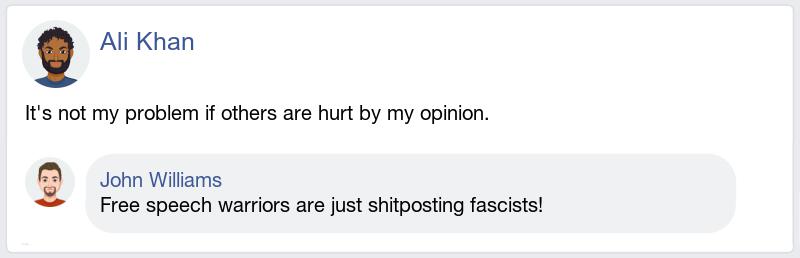 Ali Khan
It's not my problem if others are hurt by my opinion.
John Williams
Free speech warriors are just shitposting fascists!